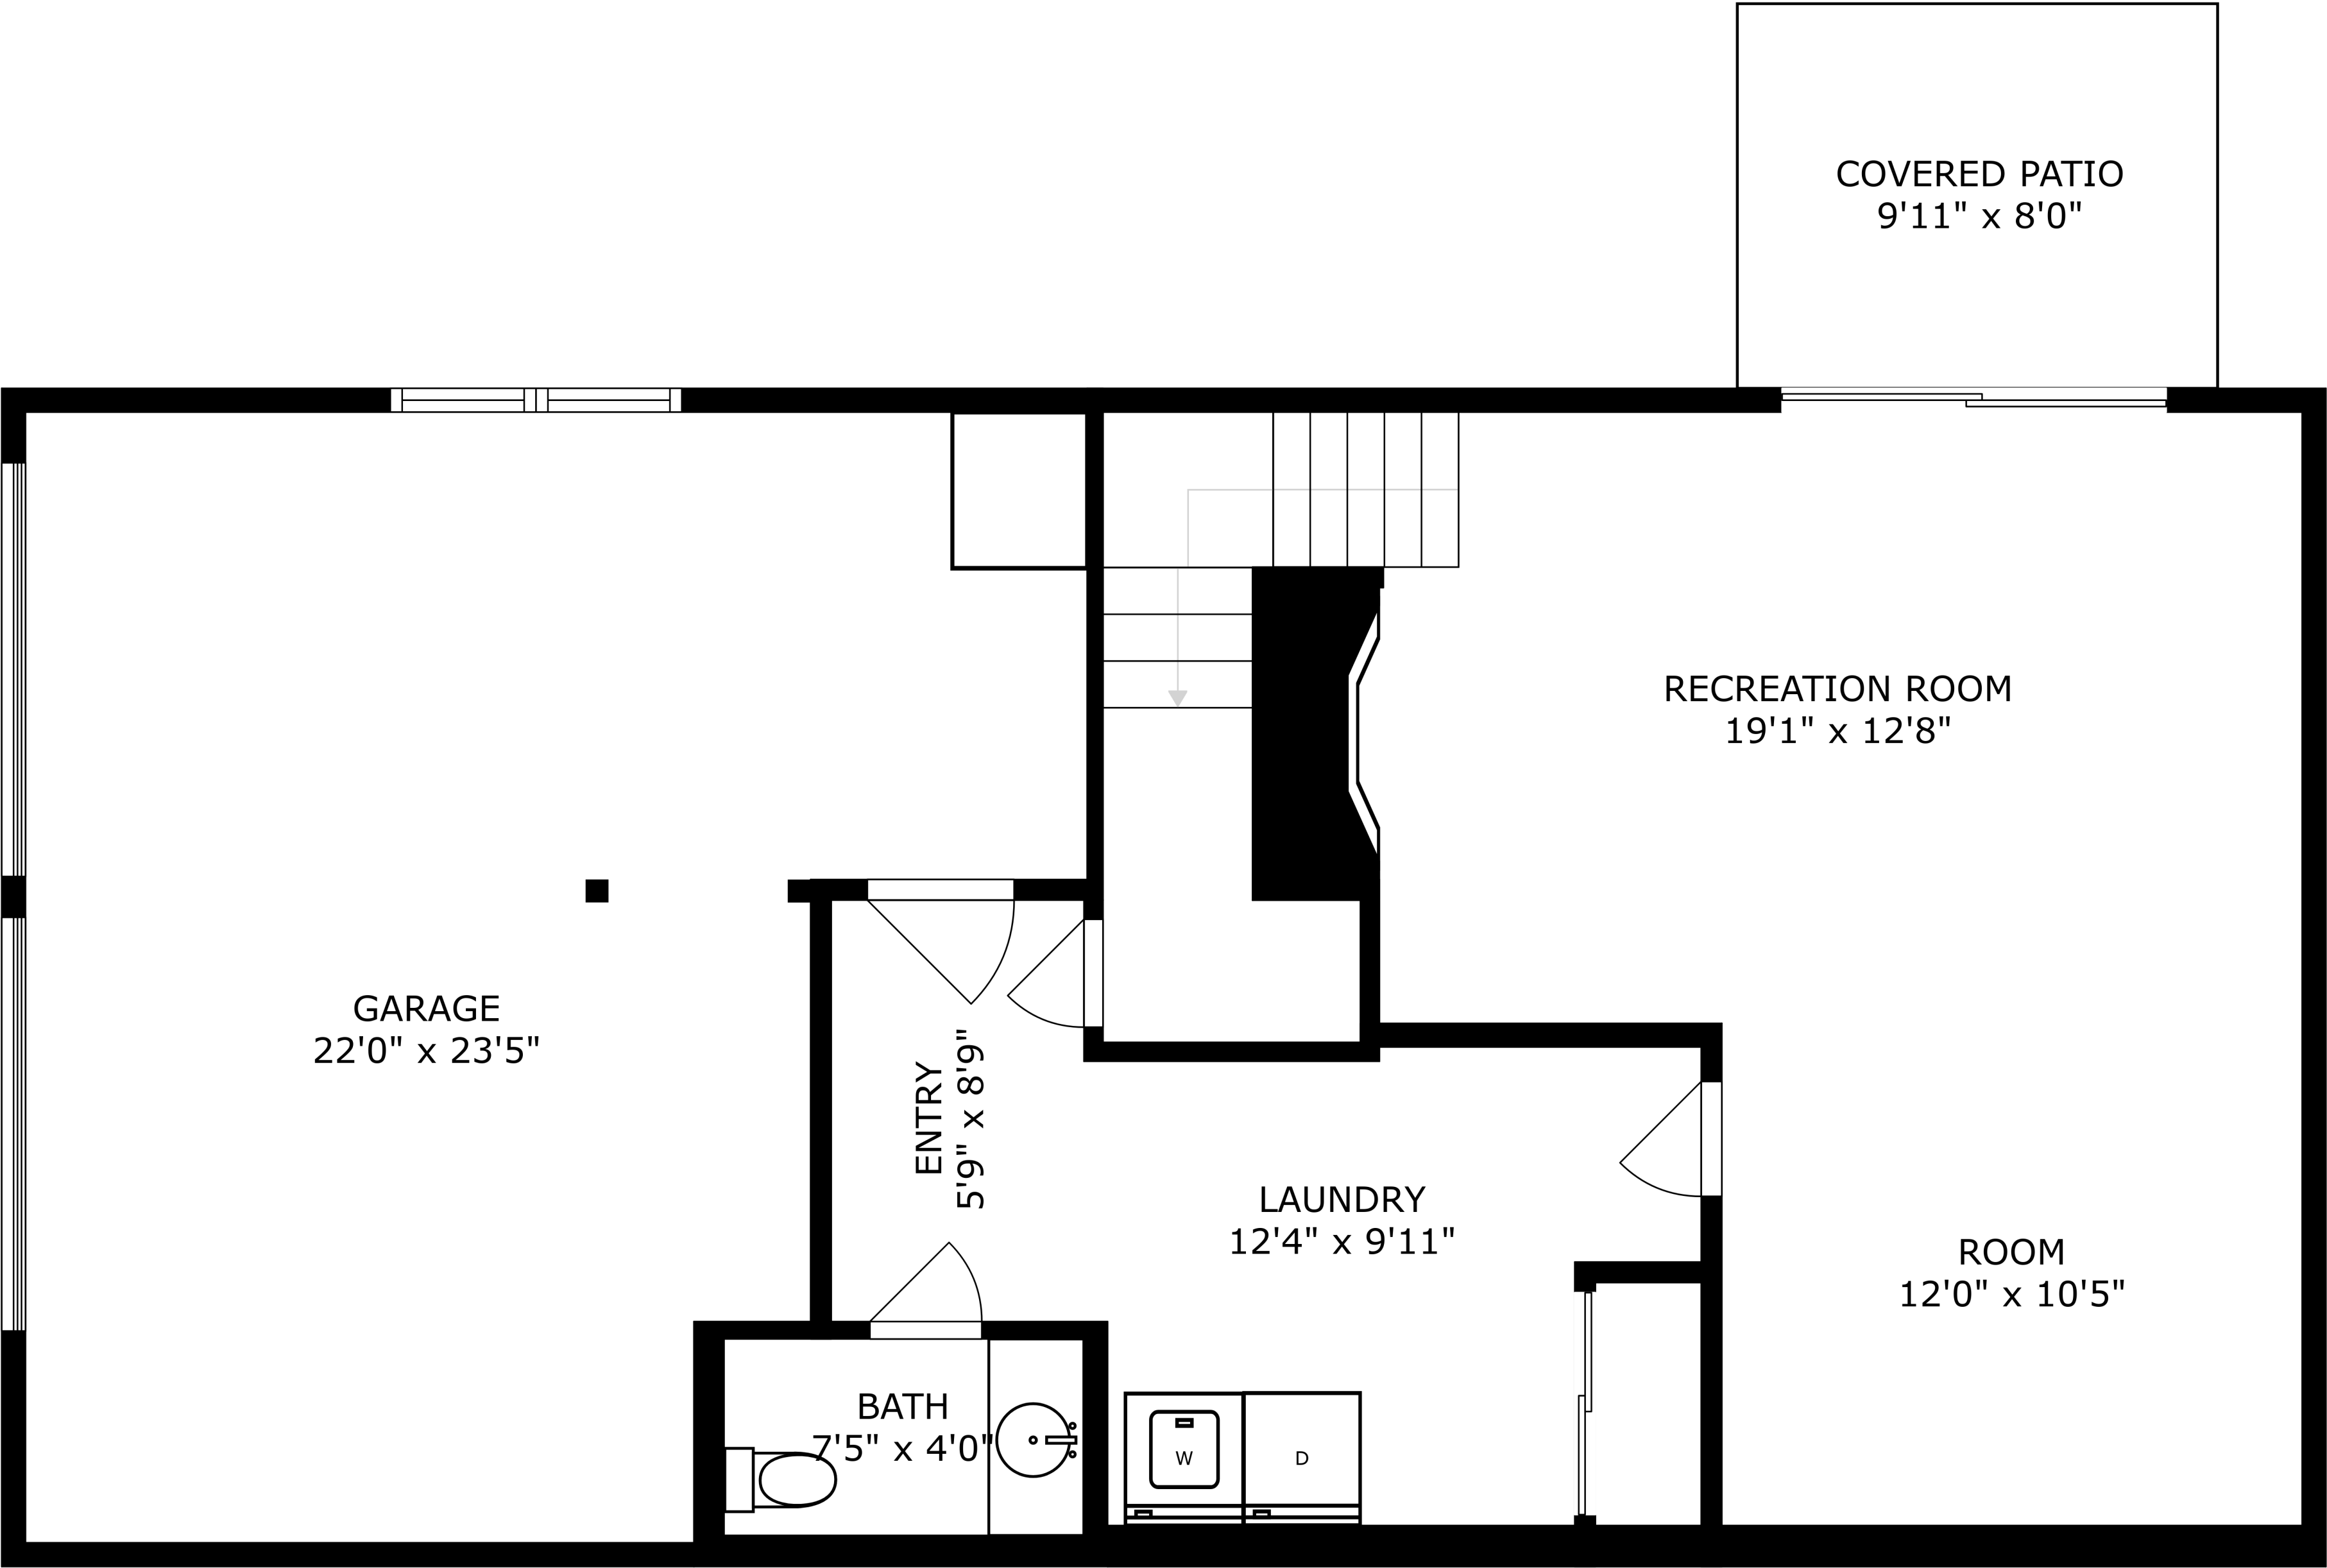 COVERED PATIO
9'11" x 8'0"
RECREATION ROOM
19'1" x 12'8"
GARAGE
22'0" x 23'5"
ENTRY
5'9" x 8'9"
LAUNDRY
12'4" x 9'11"
ROOM
12'0" x 10'5"
BATH
7'5" x 4'0"
W
D